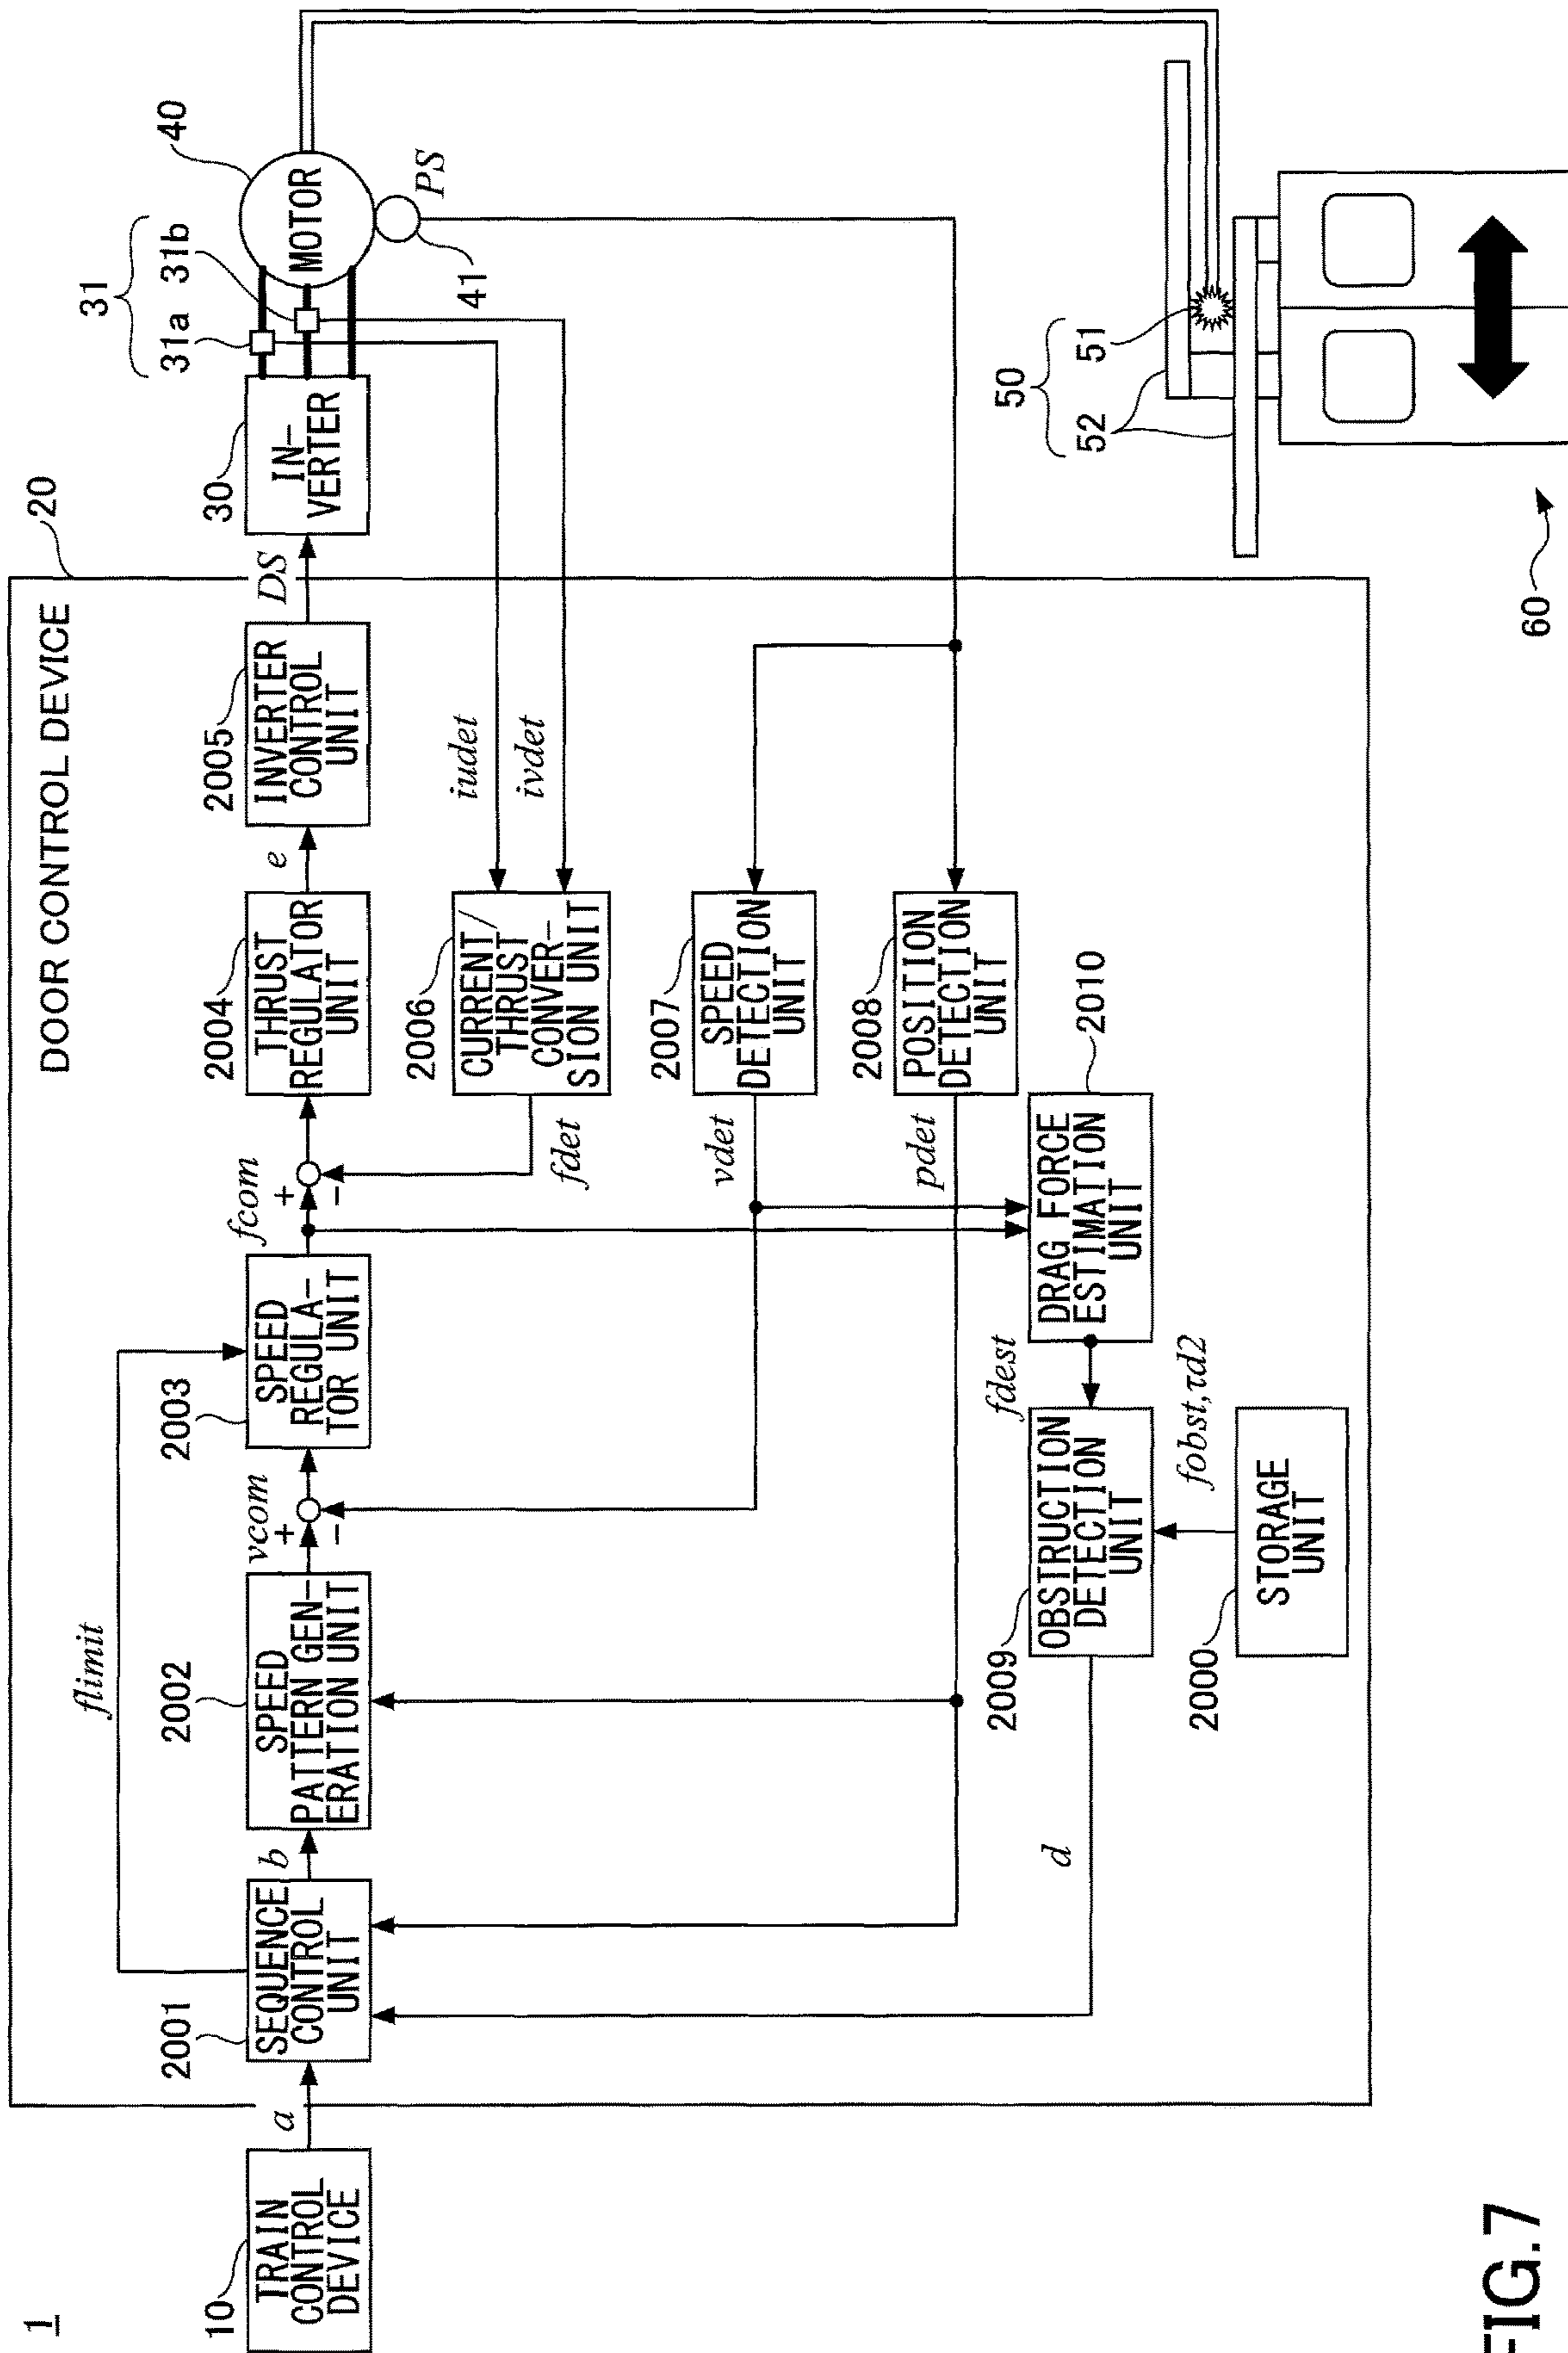 1
DOOR CONTROL DEVICE
20
10
TRAIN
CONTROL
DEVICE
a
2001
SEQUENCE
CONTROL
UNIT
b
flimit
2002
SPEED
PATTERN GEN-
ERATION UNIT
vcom
+
-
2003
SPEED
REGULA-
TOR UNIT
fcom
+
-
2004
THRUST
REGULATOR
UNIT
e
2005
INVERTER
CONTROL
UNIT
DS
30
IN-
VERTER
31
31a 31b
40
MOTOR
41
PS
iudet
ivdet
2006
CURRENT/
THRUST
CONVER-
SION UNIT
fdet
2007
SPEED
DETECTION
UNIT
vdet
2008
POSITION
DETECTION
UNIT
pdet
2010
DRAG FORCE
ESTIMATION
UNIT
fdest
2009
OBSTRUCTION
DETECTION
UNIT
d
fobst,τd2
2000
STORAGE
UNIT
50
52 51
60
FIG.7